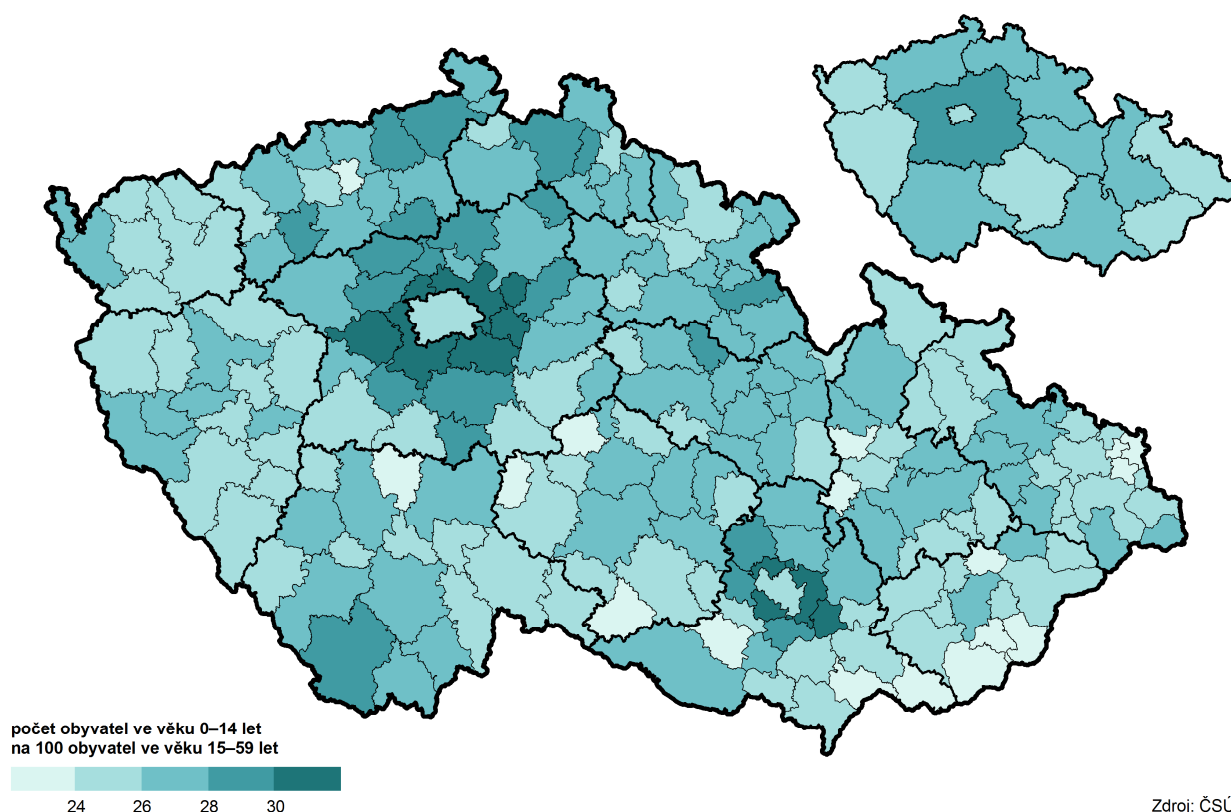 počet obyvatel ve věku 0–14 let
na 100 obyvatel ve věku 15–59 let
24 26 28 30
Zdroj: ČSÚ